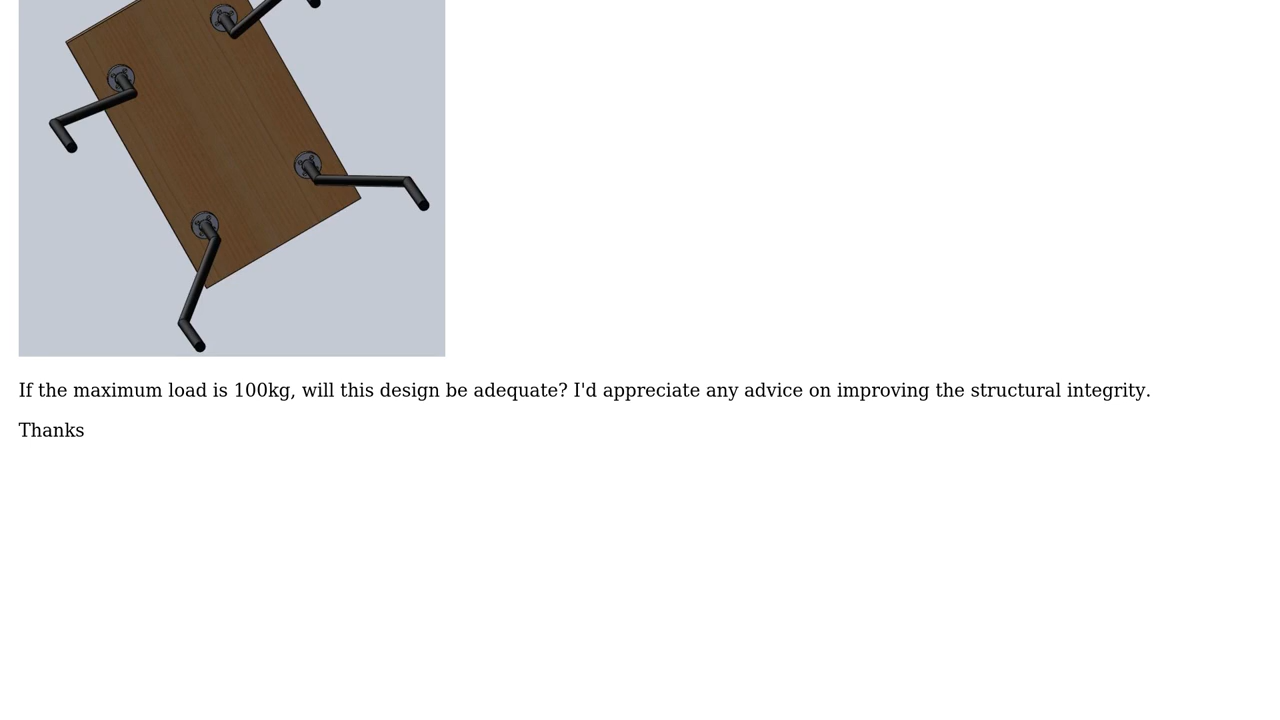 If the maximum load is 100kg, will this design be adequate? I'd appreciate any advice on improving the structural integrity.
Thanks